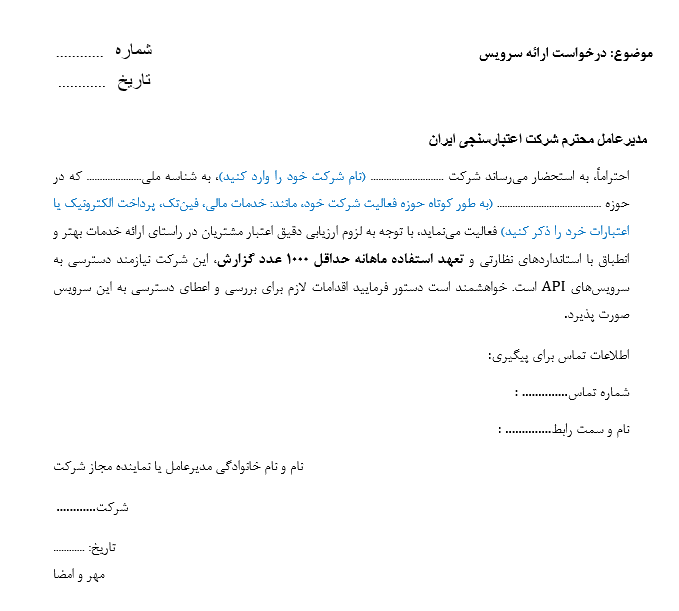 موضوع: درخواست ارائه سرویس
شماره ............
تاریخ ............
مدیرعامل محترم شرکت اعتبارسنجی ایران
احتراماً، به استحضار می‌رساند شرکت ............................ (نام شرکت خود را وارد کنید)، به شناسه ملی..................... که در
حوزه ........................................ (به طور کوتاه حوزه فعالیت شرکت خود، مانند: خدمات مالی، فین‌تک، پرداخت الکترونیک یا
اعتبارات خرد را ذکر کنید) فعالیت می‌نماید، با توجه به لزوم ارزیابی دقیق اعتبار مشتریان در راستای ارائه خدمات بهتر و
انطباق با استانداردهای نظارتی و تعهد استفاده ماهانه حداقل ۱۰۰۰ عدد گزارش، این شرکت نیازمند دسترسی به
سرویس‌های API است. خواهشمند است دستور فرمایید اقدامات لازم برای بررسی و اعطای دسترسی به این سرویس
صورت پذیرد.
اطلاعات تماس برای پیگیری:
شماره تماس.............. :
نام و سمت رابط.............. :
نام و نام خانوادگی مدیرعامل یا نماینده مجاز شرکت
شرکت............
تاریخ: ............
مهر و امضا